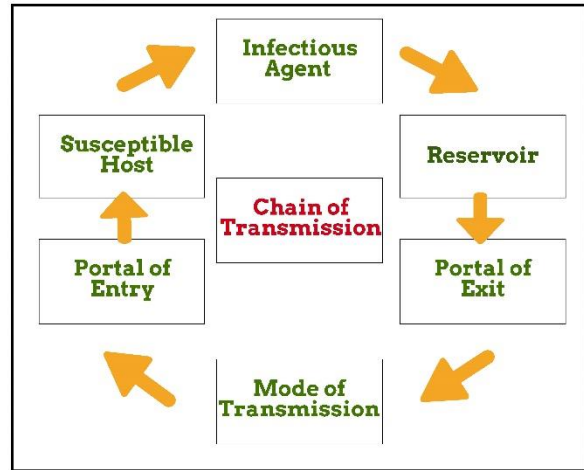 Infectious
Agent
Susceptible
Host
Reservoir
Chain of
Transmission
Portal of
Entry
Portal of
Exit
Mode of
Transmission